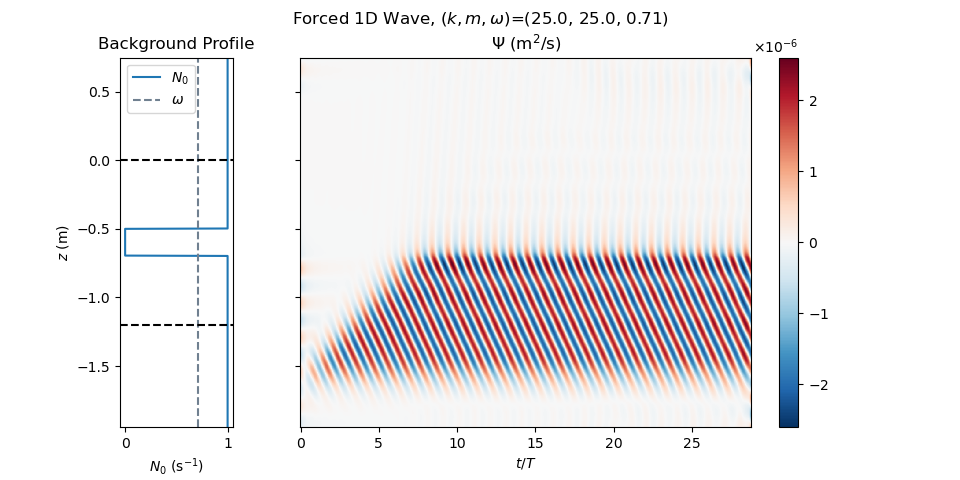 Forced 1D Wave, (k, m, ω)=(25.0, 25.0, 0.71)
Background Profile
Ψ (m²/s)
×10⁻⁶
N₀
ω
0.5
0.0
−0.5
−1.0
−1.5
z (m)
0 1
N₀ (s⁻¹)
0 5 10 15 20 25
t/T
2
1
0
−1
−2